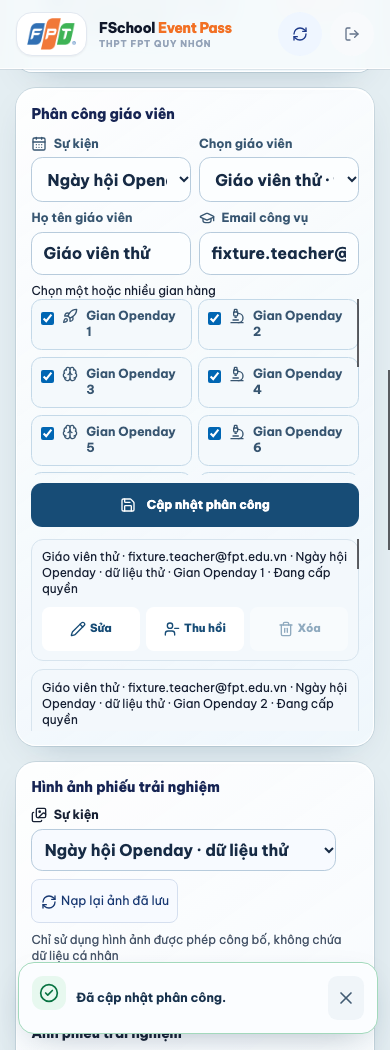 FPT
FSchool Event Pass
THPT FPT QUY NHƠN
Phân công giáo viên
Sự kiện
Chọn giáo viên
Ngày hội Open
Giáo viên thử ·
Họ tên giáo viên
Email công vụ
Giáo viên thử
fixture.teacher@
Chọn một hoặc nhiều gian hàng
Gian Openday
1
Gian Openday
2
Gian Openday
3
Gian Openday
4
Gian Openday
5
Gian Openday
6
Cập nhật phân công
Giáo viên thử · fixture.teacher@fpt.edu.vn · Ngày hội
Openday · dữ liệu thử · Gian Openday 1 · Đang cấp
quyền
Sửa
Thu hồi
Xóa
Giáo viên thử · fixture.teacher@fpt.edu.vn · Ngày hội
Openday · dữ liệu thử · Gian Openday 2 · Đang cấp
quyền
Hình ảnh phiếu trải nghiệm
Sự kiện
Ngày hội Openday · dữ liệu thử
Nạp lại ảnh đã lưu
Chỉ sử dụng hình ảnh được phép công bố, không chứa
dữ liệu cá nhân
Đã cập nhật phân công.
Ảnh phiếu trải nghiệm